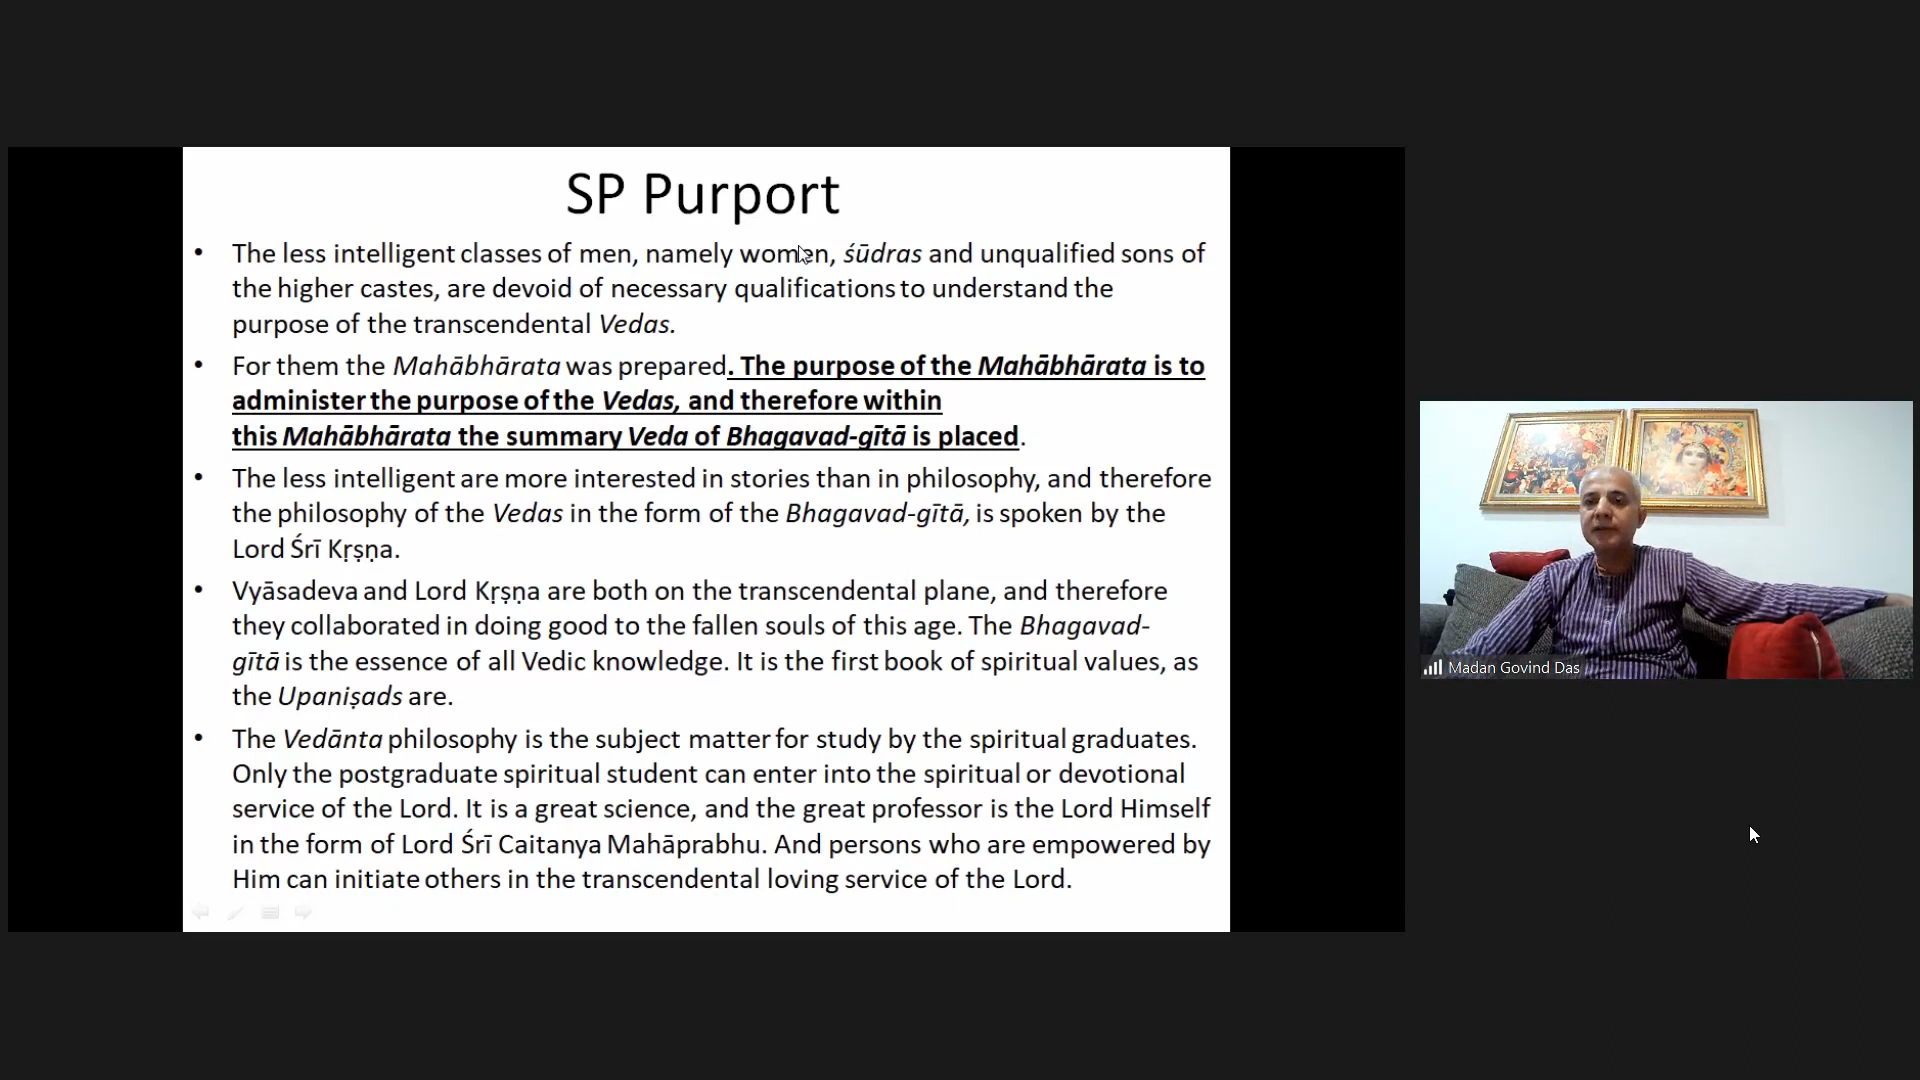 SP Purport
• The less intelligent classes of men, namely women, śūdras and unqualified sons of
the higher castes, are devoid of necessary qualifications to understand the
purpose of the transcendental Vedas.
• For them the Mahābhārata was prepared. The purpose of the Mahābhārata is to
administer the purpose of the Vedas, and therefore within
this Mahābhārata the summary Veda of Bhagavad-gītā is placed.
• The less intelligent are more interested in stories than in philosophy, and therefore
the philosophy of the Vedas in the form of the Bhagavad-gītā, is spoken by the
Lord Śrī Kṛṣṇa.
• Vyāsadeva and Lord Kṛṣṇa are both on the transcendental plane, and therefore
they collaborated in doing good to the fallen souls of this age. The Bhagavad-
gītā is the essence of all Vedic knowledge. It is the first book of spiritual values, as
the Upaniṣads are.
• The Vedānta philosophy is the subject matter for study by the spiritual graduates.
Only the postgraduate spiritual student can enter into the spiritual or devotional
service of the Lord. It is a great science, and the great professor is the Lord Himself
in the form of Lord Śrī Caitanya Mahāprabhu. And persons who are empowered by
Him can initiate others in the transcendental loving service of the Lord.
Madan Govind Das